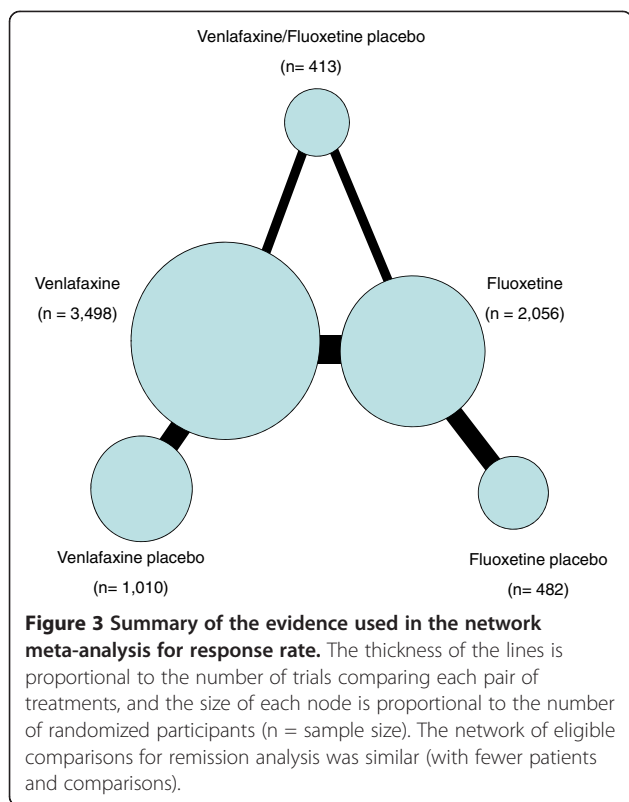 Venlafaxine/Fluoxetine placebo
(n= 413)
Venlafaxine
(n = 3,498)
Fluoxetine
(n = 2,056)
Venlafaxine placebo
(n= 1,010)
Fluoxetine placebo
(n= 482)
Figure 3 Summary of the evidence used in the network
meta-analysis for response rate. The thickness of the lines is
proportional to the number of trials comparing each pair of
treatments, and the size of each node is proportional to the number
of randomized participants (n = sample size). The network of eligible
comparisons for remission analysis was similar (with fewer patients
and comparisons).